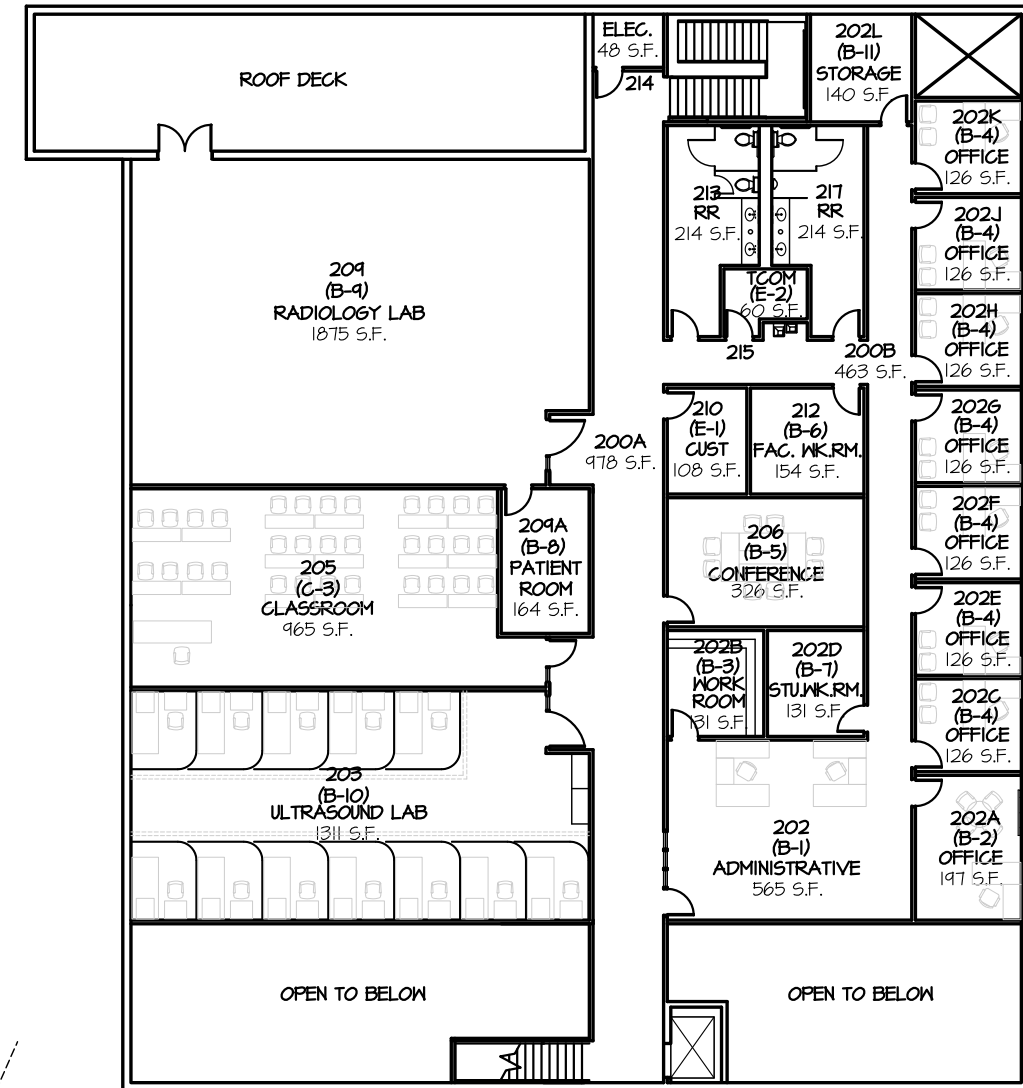 ROOF DECK
ELEC.
48 S.F.
214
202L
(B-11)
STORAGE
140 S.F
202K
(B-4)
OFFICE
126 S.F.
213
RR
214 S.F.
217
RR
214 S.F.
202J
(B-4)
OFFICE
126 S.F.
209
(B-9)
RADIOLOGY LAB
1875 S.F.
TCOM
(E-2)
60 S.F.
202H
(B-4)
OFFICE
126 S.F.
215
200B
463 S.F.
200A
978 S.F.
210
(E-1)
CUST
108 S.F.
212
(B-6)
FAC. WK.RM.
154 S.F.
202G
(B-4)
OFFICE
126 S.F.
209A
(B-8)
PATIENT
ROOM
164 S.F.
206
(B-5)
CONFERENCE
326 S.F.
202F
(B-4)
OFFICE
126 S.F.
205
(C-3)
CLASSROOM
965 S.F.
202E
(B-4)
OFFICE
126 S.F.
202B
(B-3)
WORK
ROOM
131 S.F.
202D
(B-7)
STU.WK.RM.
131 S.F
202C
(B-4)
OFFICE
126 S.F.
203
(B-10)
ULTRASOUND LAB
1311 S.F.
202
(B-1)
ADMINISTRATIVE
565 S.F.
202A
(B-2)
OFFICE
197 S.F.
OPEN TO BELOW
OPEN TO BELOW